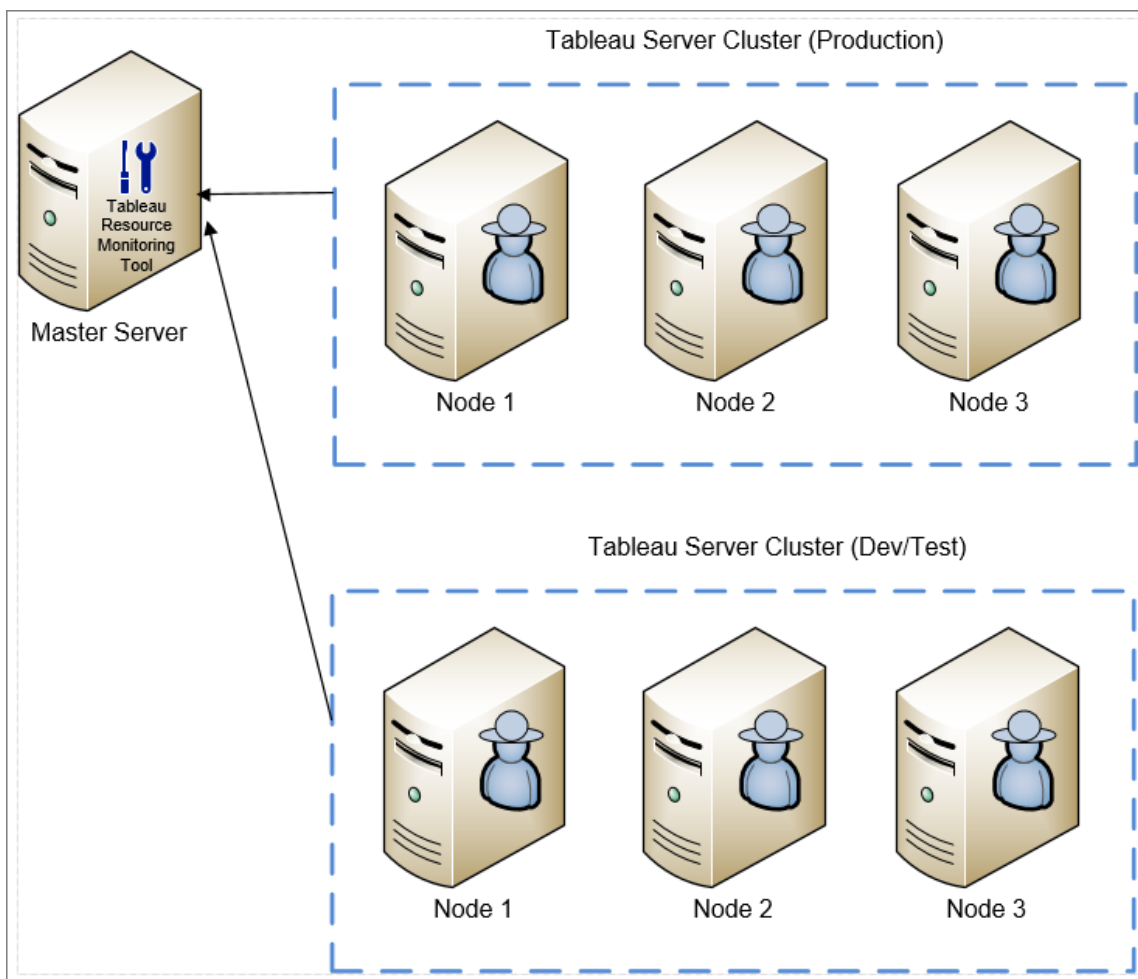 Tableau Server Cluster (Production)
Tableau
Resource
Monitoring
Tool
Master Server
Node 1
Node 2
Node 3
Tableau Server Cluster (Dev/Test)
Node 1
Node 2
Node 3